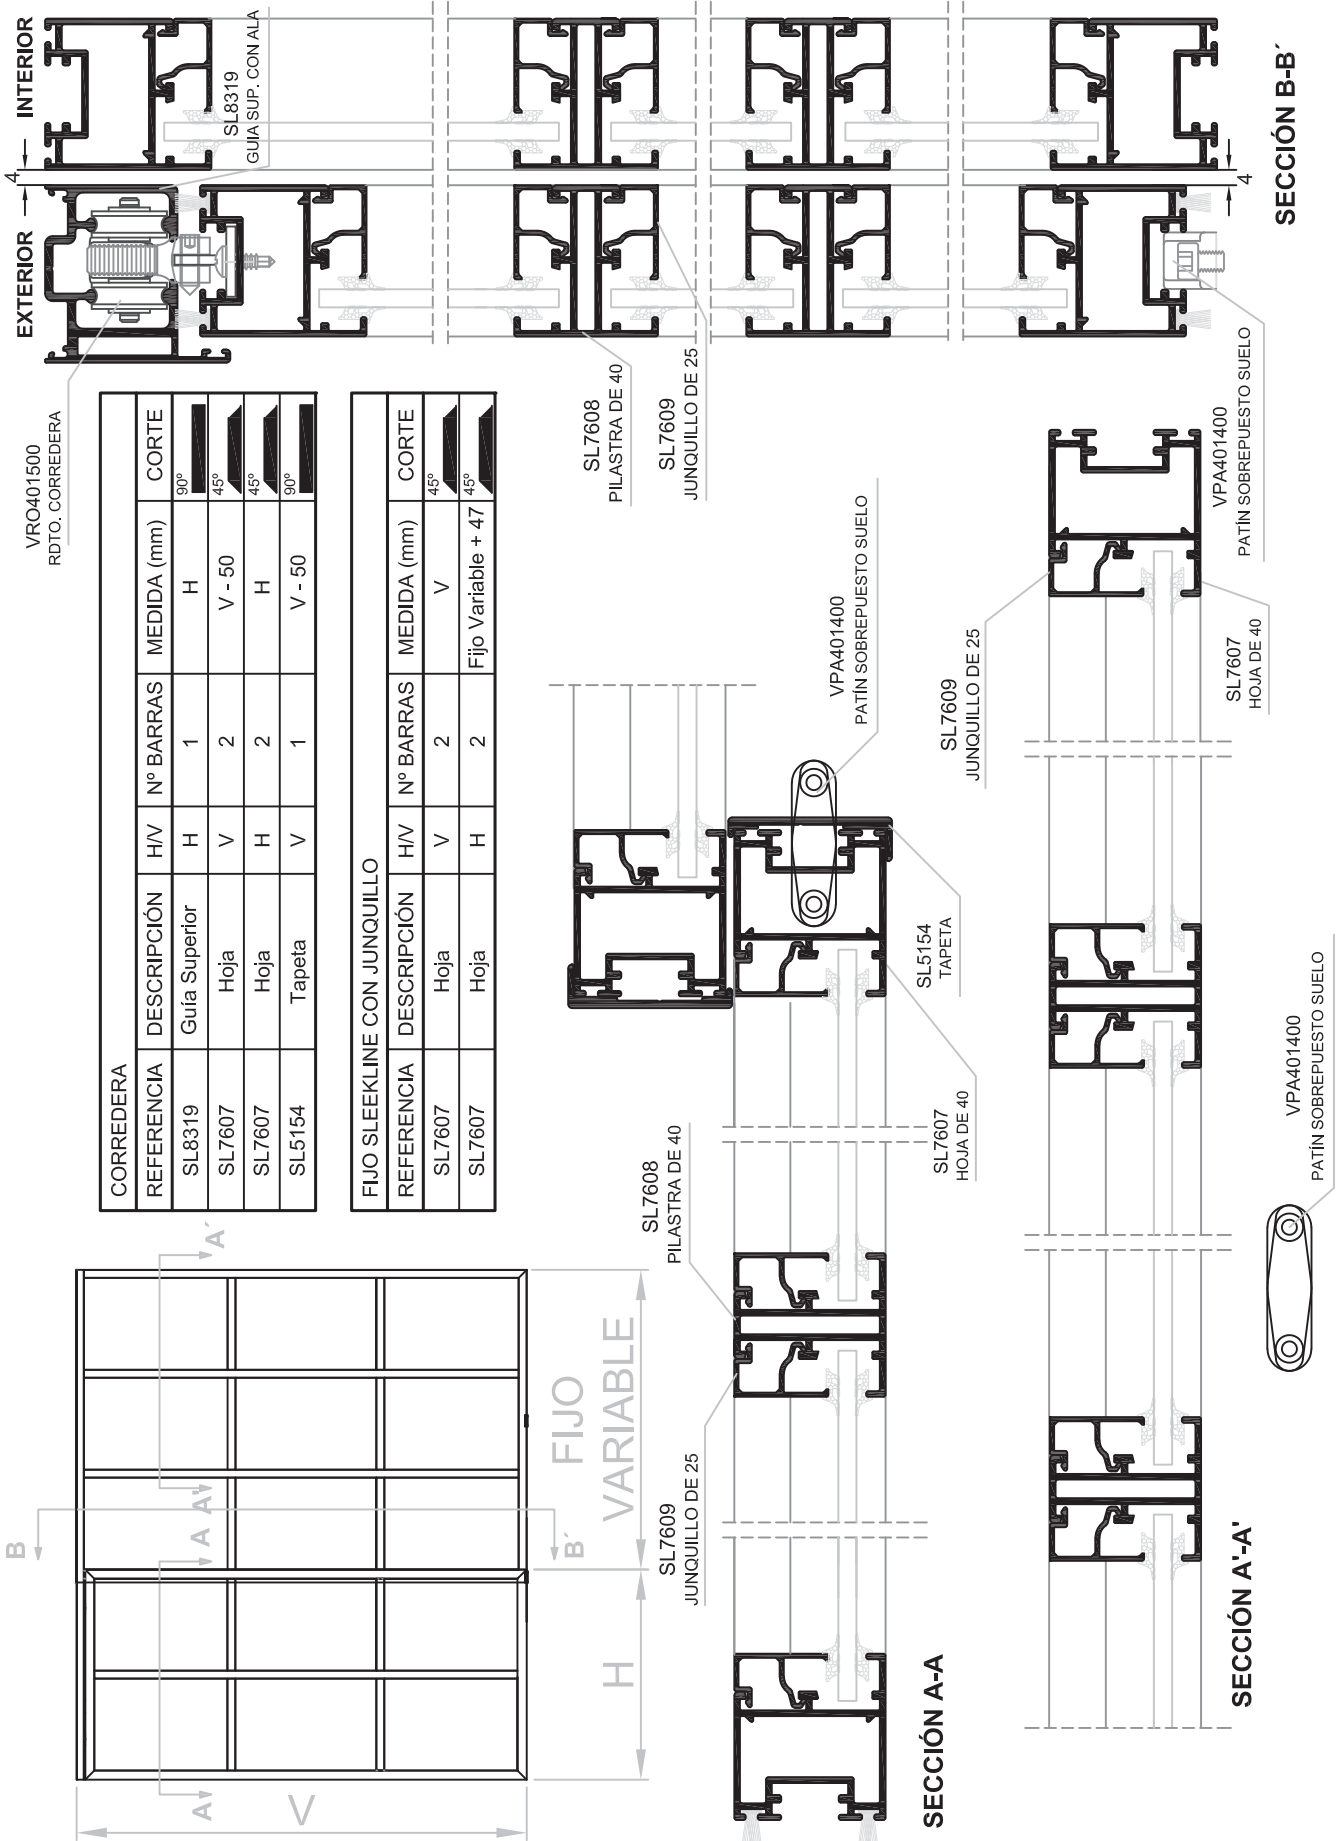 CORREDERA
REFERENCIA DESCRIPCIÓN H/V Nº BARRAS MEDIDA (mm) CORTE
SL8319 Guía Superior H 1 H 90º
SL7607 Hoja V 2 V - 50 45º
SL7607 Hoja H 2 H 45º
SL5154 Tapeta V 1 V - 50 90º
FIJO SLEEKLINE CON JUNQUILLO
REFERENCIA DESCRIPCIÓN H/V Nº BARRAS MEDIDA (mm) CORTE
SL7607 Hoja V 2 V 45º
SL7607 Hoja H 2 Fijo Variable + 47 45º
B
B´
A
A
A'
A´
V
H
FIJO
VARIABLE
EXTERIOR
4
INTERIOR
VRO401500
RDTO. CORREDERA
SL8319
GUIA SUP. CON ALA
SL7608
PILASTRA DE 40
SL7609
JUNQUILLO DE 25
VPA401400
PATÍN SOBREPUESTO SUELO
4
SECCIÓN B-B´
SL7609
JUNQUILLO DE 25
SL7608
PILASTRA DE 40
SL7607
HOJA DE 40
SL5154
TAPETA
VPA401400
PATÍN SOBREPUESTO SUELO
SECCIÓN A-A
SL7609
JUNQUILLO DE 25
SL7607
HOJA DE 40
VPA401400
PATÍN SOBREPUESTO SUELO
SECCIÓN A'-A'